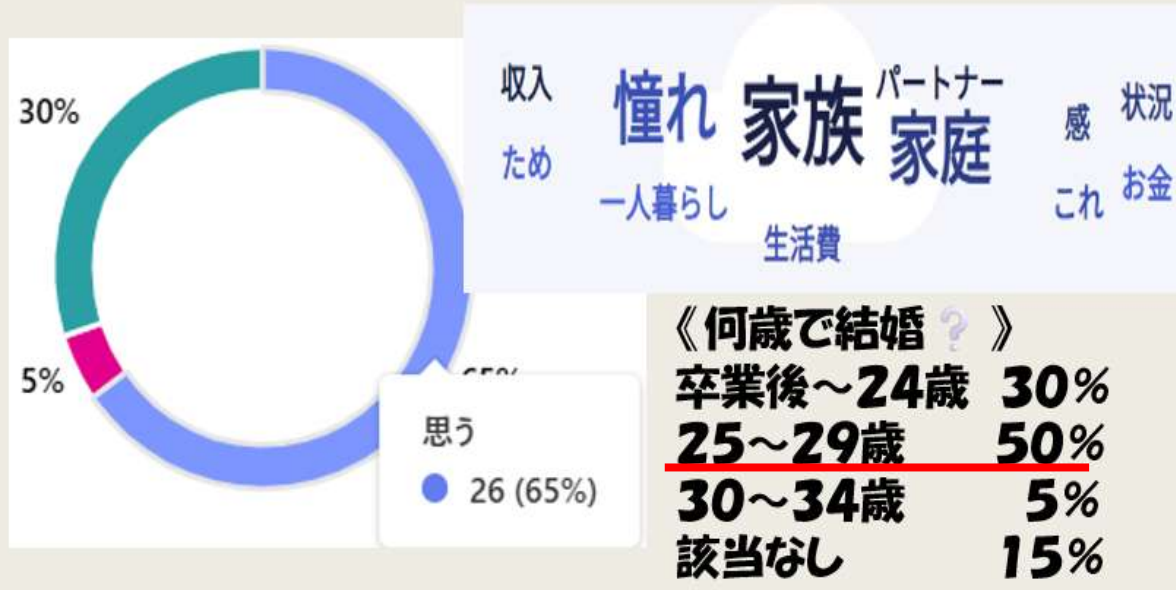 30%
5%
65%
思う
26 (65%)
収入
ため
憧れ
一人暮らし
家族
生活費
パートナー
家庭
感
これ
状況
お金
《何歳で結婚❔》
卒業後～24歳 30%
25～29歳 50%
30～34歳 5%
該当なし 15%